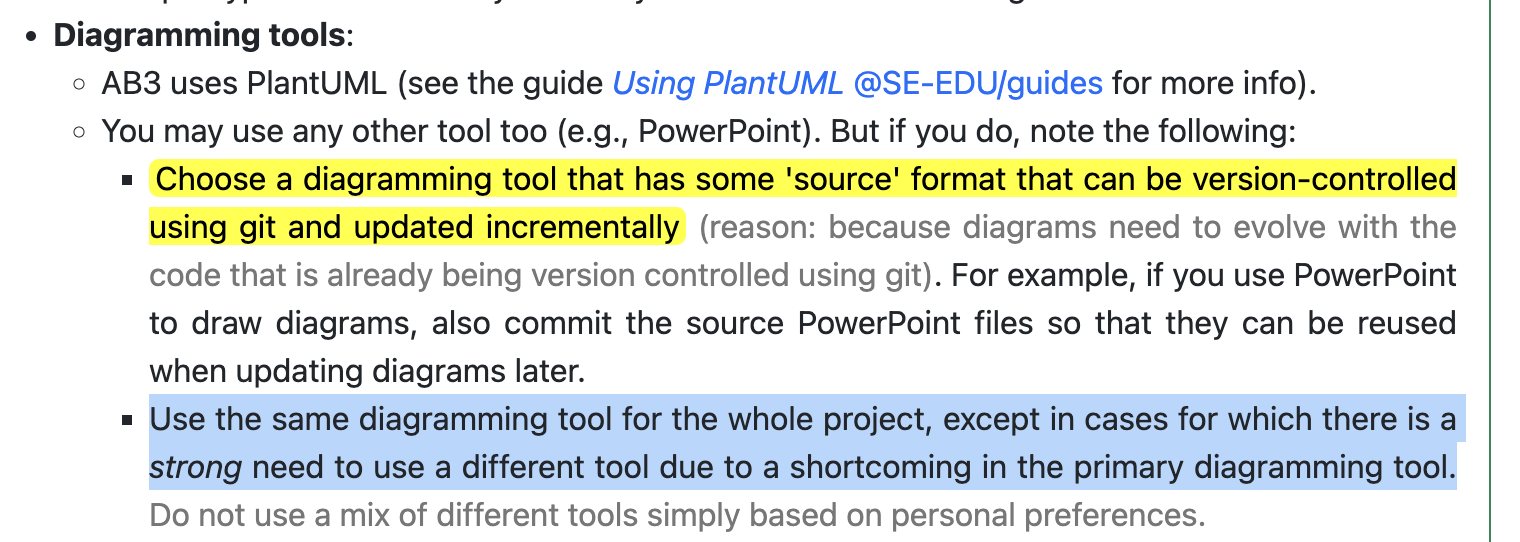 • Diagramming tools:
◦ AB3 uses PlantUML (see the guide Using PlantUML @SE-EDU/guides for more info).
◦ You may use any other tool too (e.g., PowerPoint). But if you do, note the following:
▪ Choose a diagramming tool that has some 'source' format that can be version-controlled
using git and updated incrementally (reason: because diagrams need to evolve with the
code that is already being version controlled using git). For example, if you use PowerPoint
to draw diagrams, also commit the source PowerPoint files so that they can be reused
when updating diagrams later.
▪ Use the same diagramming tool for the whole project, except in cases for which there is a
strong need to use a different tool due to a shortcoming in the primary diagramming tool.
Do not use a mix of different tools simply based on personal preferences.